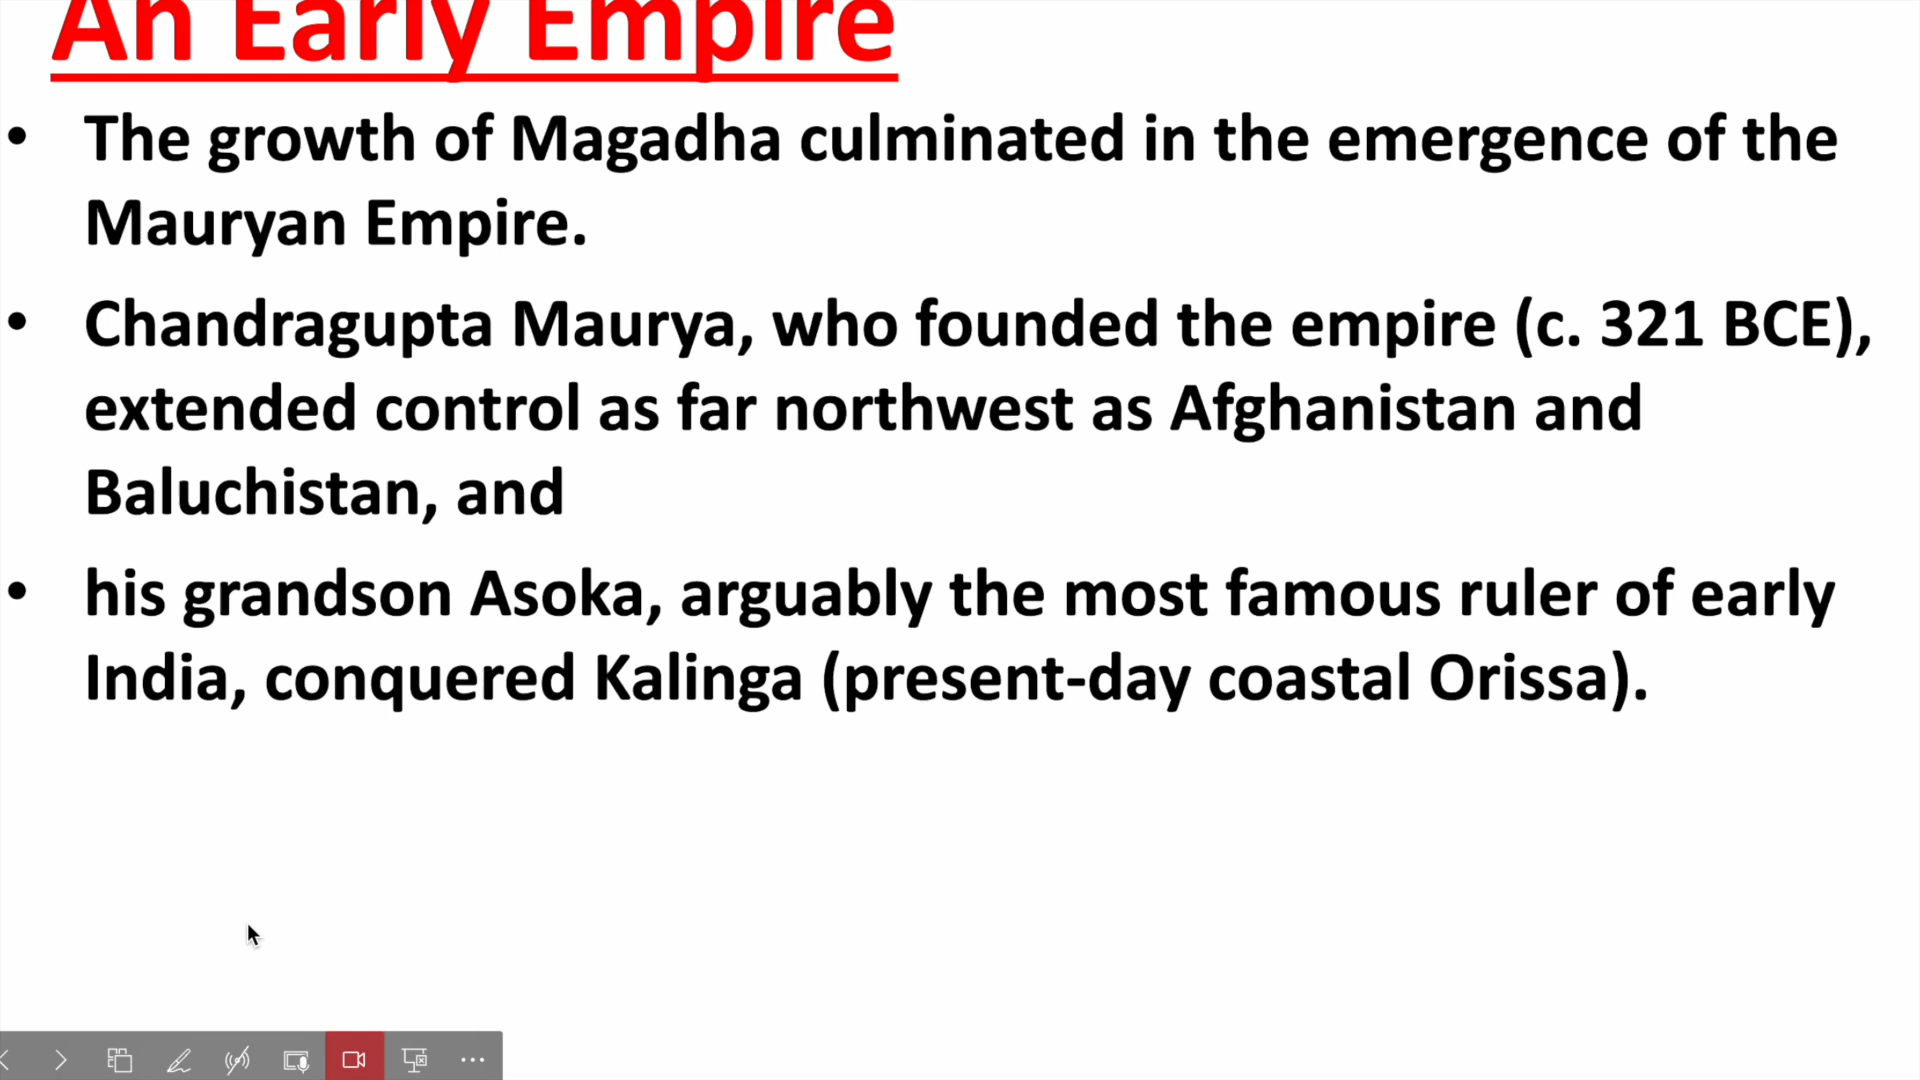 An Early Empire
• The growth of Magadha culminated in the emergence of the
Mauryan Empire.
• Chandragupta Maurya, who founded the empire (c. 321 BCE),
extended control as far northwest as Afghanistan and
Baluchistan, and
• his grandson Asoka, arguably the most famous ruler of early
India, conquered Kalinga (present-day coastal Orissa).